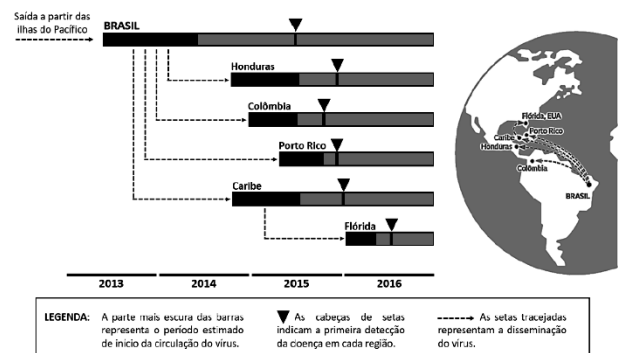 Saída a partir das
ilhas do Pacífico
BRASIL
Honduras
Colômbia
Porto Rico
Caribe
Flórida
2013 2014 2015 2016
Flórida, EUA
Porto Rico
Caribe
Honduras
Colômbia
BRASIL
LEGENDA: A parte mais escura das barras
representa o período estimado
de início da circulação do vírus.
As cabeças de setas
indicam a primeira detecção
da doença em cada região.
As setas tracejadas
representam a disseminação
do vírus.